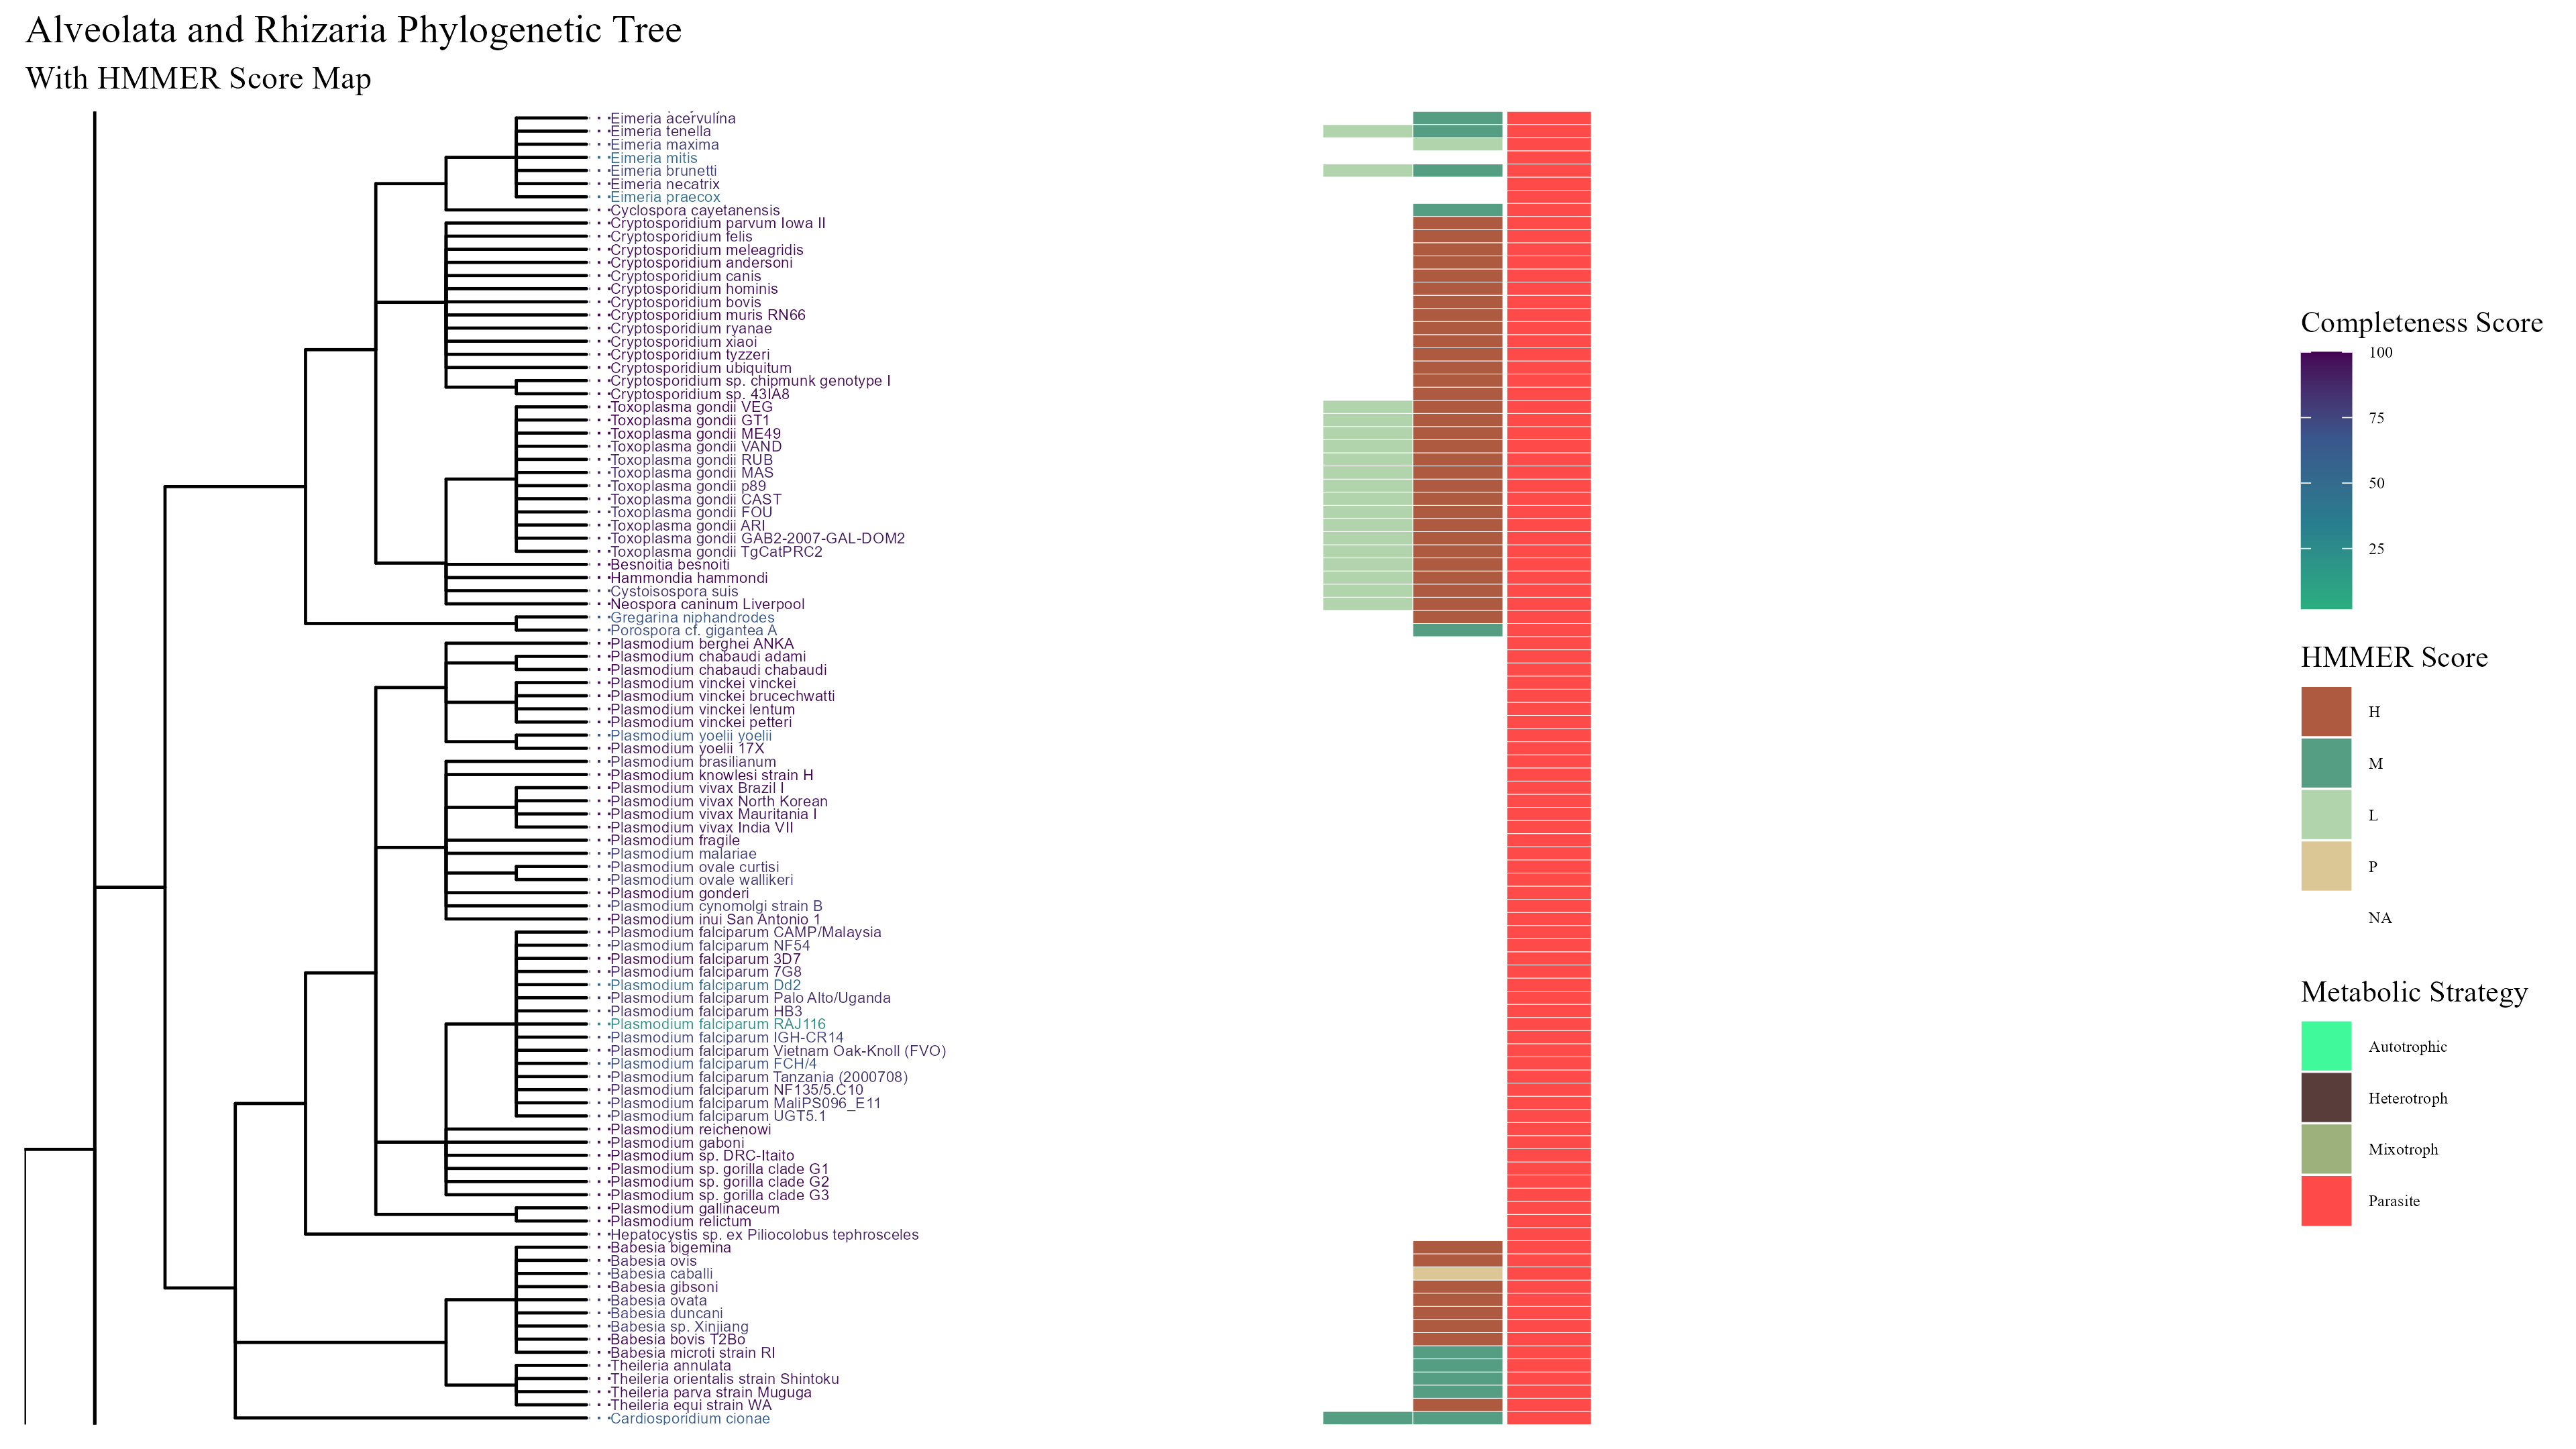 Alveolata and Rhizaria Phylogenetic Tree
With HMMER Score Map
Eimeria acervulina
Eimeria tenella
Eimeria maxima
Eimeria mitis
Eimeria brunetti
Eimeria necatrix
Eimeria praecox
Cyclospora cayetanensis
Cryptosporidium parvum Iowa II
Cryptosporidium felis
Cryptosporidium meleagridis
Cryptosporidium andersoni
Cryptosporidium canis
Cryptosporidium hominis
Cryptosporidium bovis
Cryptosporidium muris RN66
Cryptosporidium ryanae
Cryptosporidium xiaoi
Cryptosporidium tyzzeri
Cryptosporidium ubiquitum
Cryptosporidium sp. chipmunk genotype I
Cryptosporidium sp. 43IA8
Toxoplasma gondii VEG
Toxoplasma gondii GT1
Toxoplasma gondii ME49
Toxoplasma gondii VAND
Toxoplasma gondii RUB
Toxoplasma gondii MAS
Toxoplasma gondii p89
Toxoplasma gondii CAST
Toxoplasma gondii FOU
Toxoplasma gondii ARI
Toxoplasma gondii GAB2-2007-GAL-DOM2
Toxoplasma gondii TgCatPRC2
Besnoitia besnoiti
Hammondia hammondi
Cystoisospora suis
Neospora caninum Liverpool
Gregarina niphandrodes
Porospora cf. gigantea A
Plasmodium berghei ANKA
Plasmodium chabaudi adami
Plasmodium chabaudi chabaudi
Plasmodium vinckei vinckei
Plasmodium vinckei brucechwatti
Plasmodium vinckei lentum
Plasmodium vinckei petteri
Plasmodium yoelii yoelii
Plasmodium yoelii 17X
Plasmodium brasilianum
Plasmodium knowlesi strain H
Plasmodium vivax Brazil I
Plasmodium vivax North Korean
Plasmodium vivax Mauritania I
Plasmodium vivax India VII
Plasmodium fragile
Plasmodium malariae
Plasmodium ovale curtisi
Plasmodium ovale wallikeri
Plasmodium gonderi
Plasmodium cynomolgi strain B
Plasmodium inui San Antonio 1
Plasmodium falciparum CAMP/Malaysia
Plasmodium falciparum NF54
Plasmodium falciparum 3D7
Plasmodium falciparum 7G8
Plasmodium falciparum Dd2
Plasmodium falciparum Palo Alto/Uganda
Plasmodium falciparum HB3
Plasmodium falciparum RAJ116
Plasmodium falciparum IGH-CR14
Plasmodium falciparum Vietnam Oak-Knoll (FVO)
Plasmodium falciparum FCH/4
Plasmodium falciparum Tanzania (2000708)
Plasmodium falciparum NF135/5.C10
Plasmodium falciparum MaliPS096_E11
Plasmodium falciparum UGT5.1
Plasmodium reichenowi
Plasmodium gaboni
Plasmodium sp. DRC-Itaito
Plasmodium sp. gorilla clade G1
Plasmodium sp. gorilla clade G2
Plasmodium sp. gorilla clade G3
Plasmodium gallinaceum
Plasmodium relictum
Hepatocystis sp. ex Piliocolobus tephrosceles
Babesia bigemina
Babesia ovis
Babesia caballi
Babesia gibsoni
Babesia ovata
Babesia duncani
Babesia sp. Xinjiang
Babesia bovis T2Bo
Babesia microti strain RI
Theileria annulata
Theileria orientalis strain Shintoku
Theileria parva strain Muguga
Theileria equi strain WA
Cardiosporidium cionae
Completeness Score
100
75
50
25
HMMER Score
H
M
L
P
NA
Metabolic Strategy
Autotrophic
Heterotroph
Mixotroph
Parasite